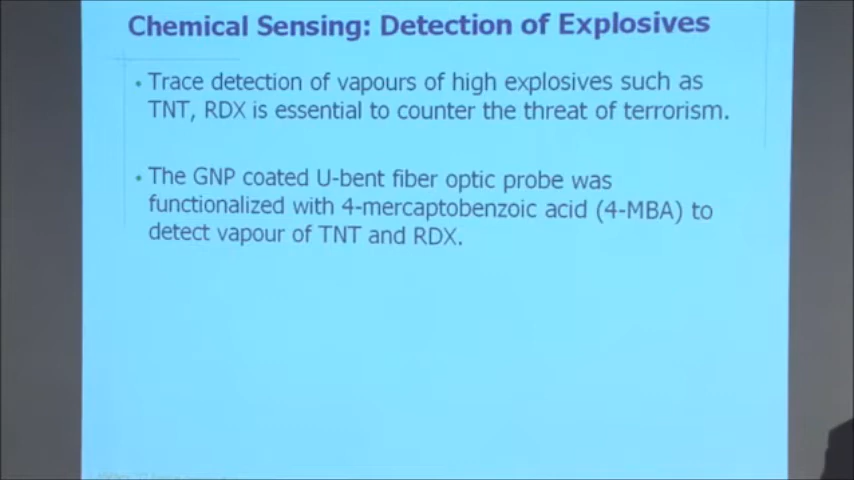 Chemical Sensing: Detection of Explosives
• Trace detection of vapours of high explosives such as
TNT, RDX is essential to counter the threat of terrorism.
• The GNP coated U-bent fiber optic probe was
functionalized with 4-mercaptobenzoic acid (4-MBA) to
detect vapour of TNT and RDX.